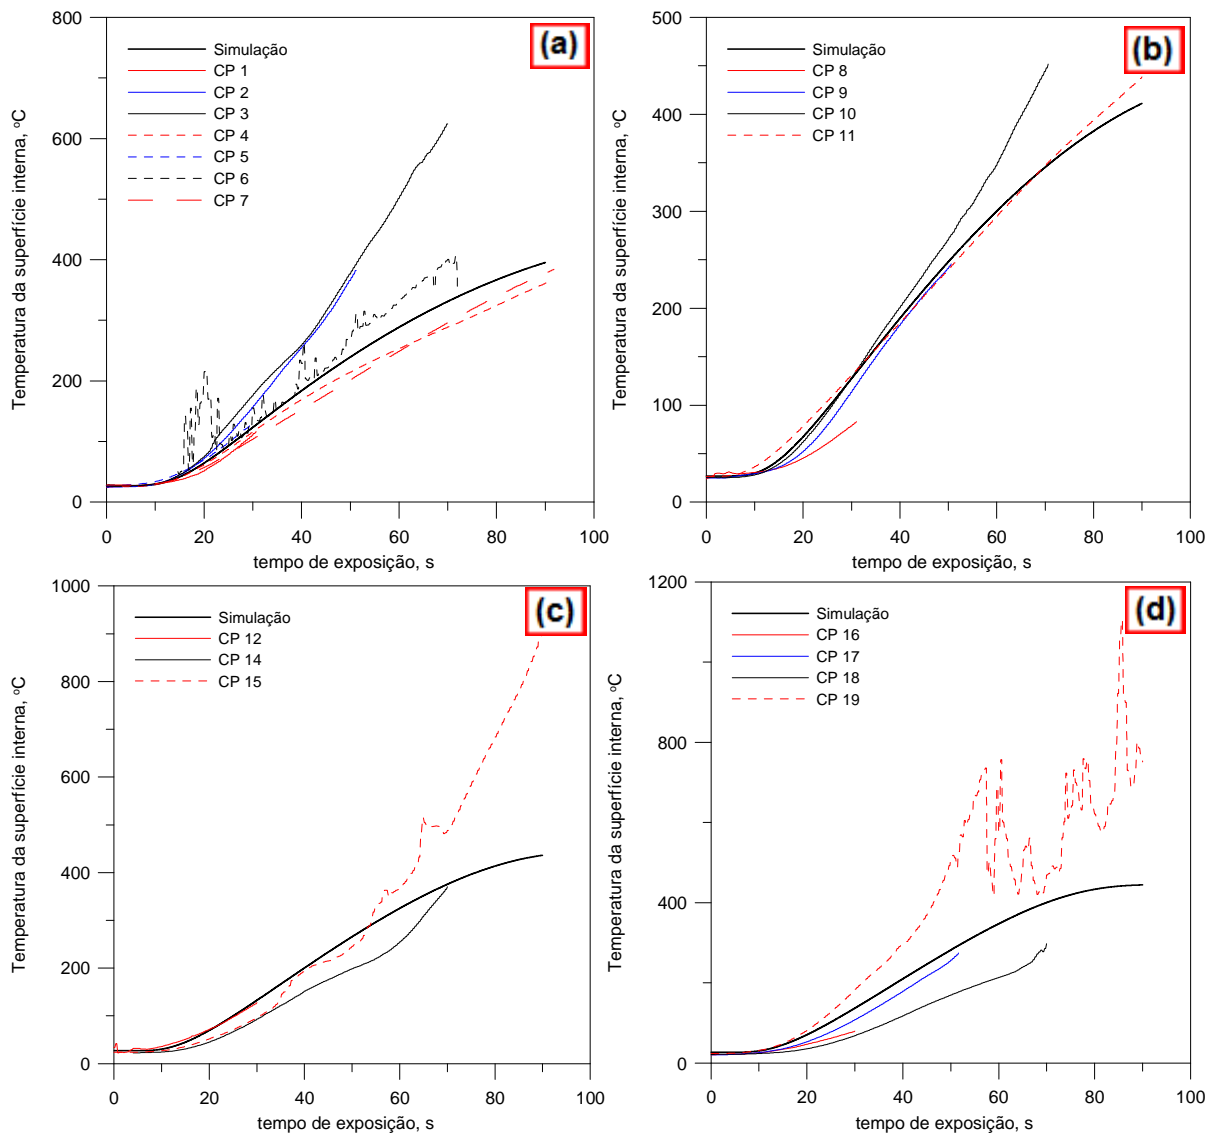 (a)
800
600
400
200
0
Temperatura da superfície interna, °C
Simulação
CP 1
CP 2
CP 3
CP 4
CP 5
CP 6
CP 7
0 20 40 60 80 100
tempo de exposição, s
(b)
500
400
300
200
100
0
Temperatura da superfície interna, °C
Simulação
CP 8
CP 9
CP 10
CP 11
0 20 40 60 80 100
tempo de exposição, s
(c)
1000
800
600
400
200
0
Temperatura da superfície interna, °C
Simulação
CP 12
CP 14
CP 15
0 20 40 60 80 100
tempo de exposição, s
(d)
1200
800
400
0
Temperatura da superfície interna, °C
Simulação
CP 16
CP 17
CP 18
CP 19
0 20 40 60 80 100
tempo de exposição, s